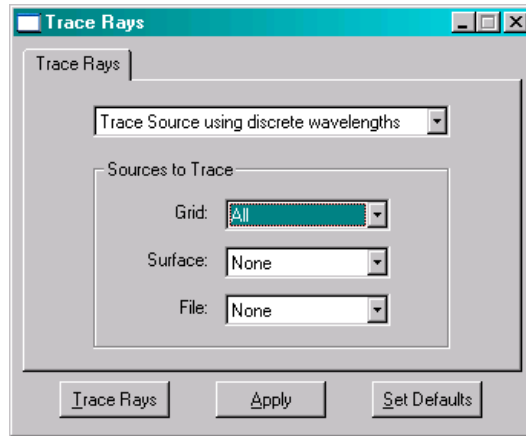 Trace Rays
Trace Rays
Trace Source using discrete wavelengths
Sources to Trace
Grid: All
Surface: None
File: None
Trace Rays Apply Set Defaults